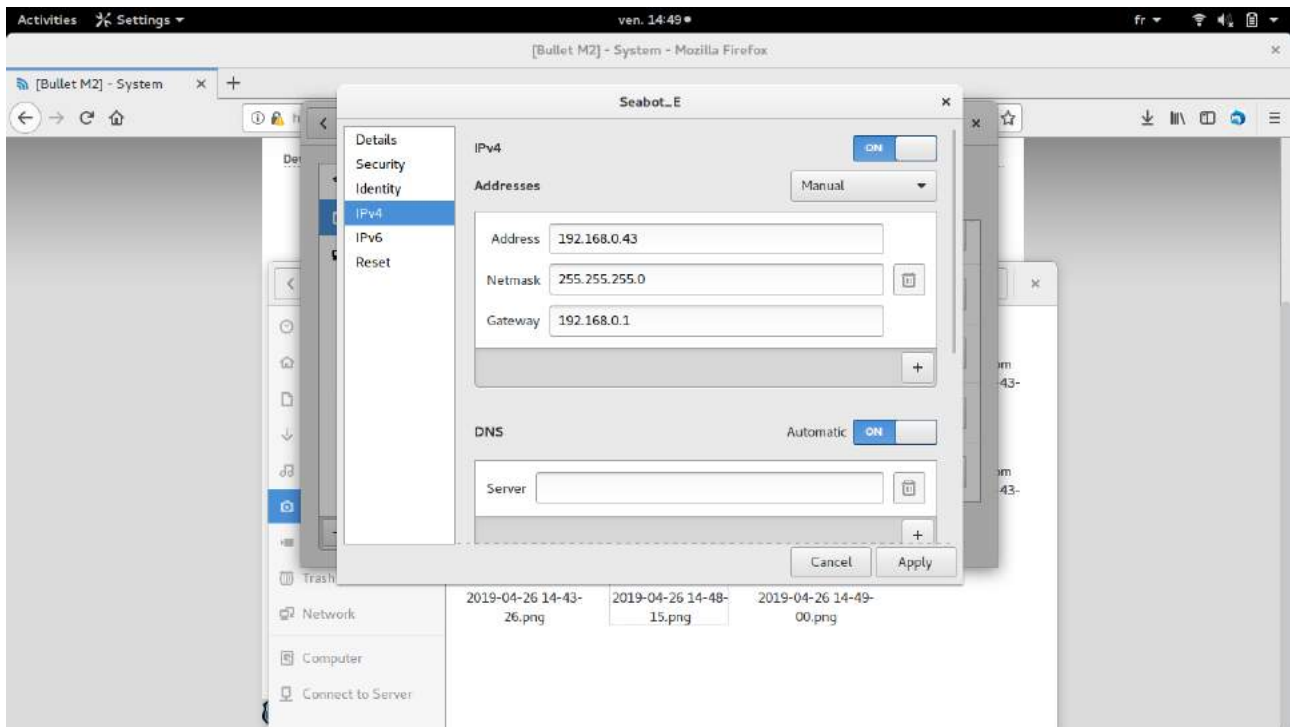 Activities Settings ven. 14:49 fr
[Bullet M2] - System - Mozilla Firefox
[Bullet M2] - System
Seabot_E
Details
Security
Identity
IPv4
IPv6
Reset
IPv4 ON
Addresses Manual
Address 192.168.0.43
Netmask 255.255.255.0
Gateway 192.168.0.1
DNS Automatic ON
Server
Cancel Apply
Trash
Network
Computer
Connect to Server
2019-04-26 14-43-
26.png
2019-04-26 14-48-
15.png
2019-04-26 14-49-
00.png
43-
43-